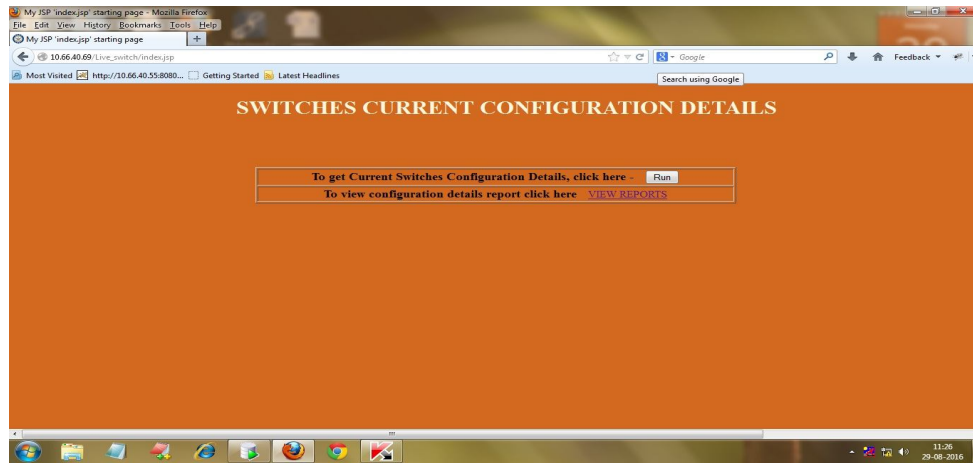 My JSP 'index.jsp' starting page - Mozilla Firefox
File Edit View History Bookmarks Tools Help
My JSP 'index.jsp' starting page +
10.66.40.69/Live_switch/index.jsp
Google
Feedback
Most Visited http://10.66.40.55:8080... Getting Started Latest Headlines
Search using Google
SWITCHES CURRENT CONFIGURATION DETAILS
To get Current Switches Configuration Details, click here - Run
To view configuration details report click here VIEW REPORTS
11:26
29-08-2016